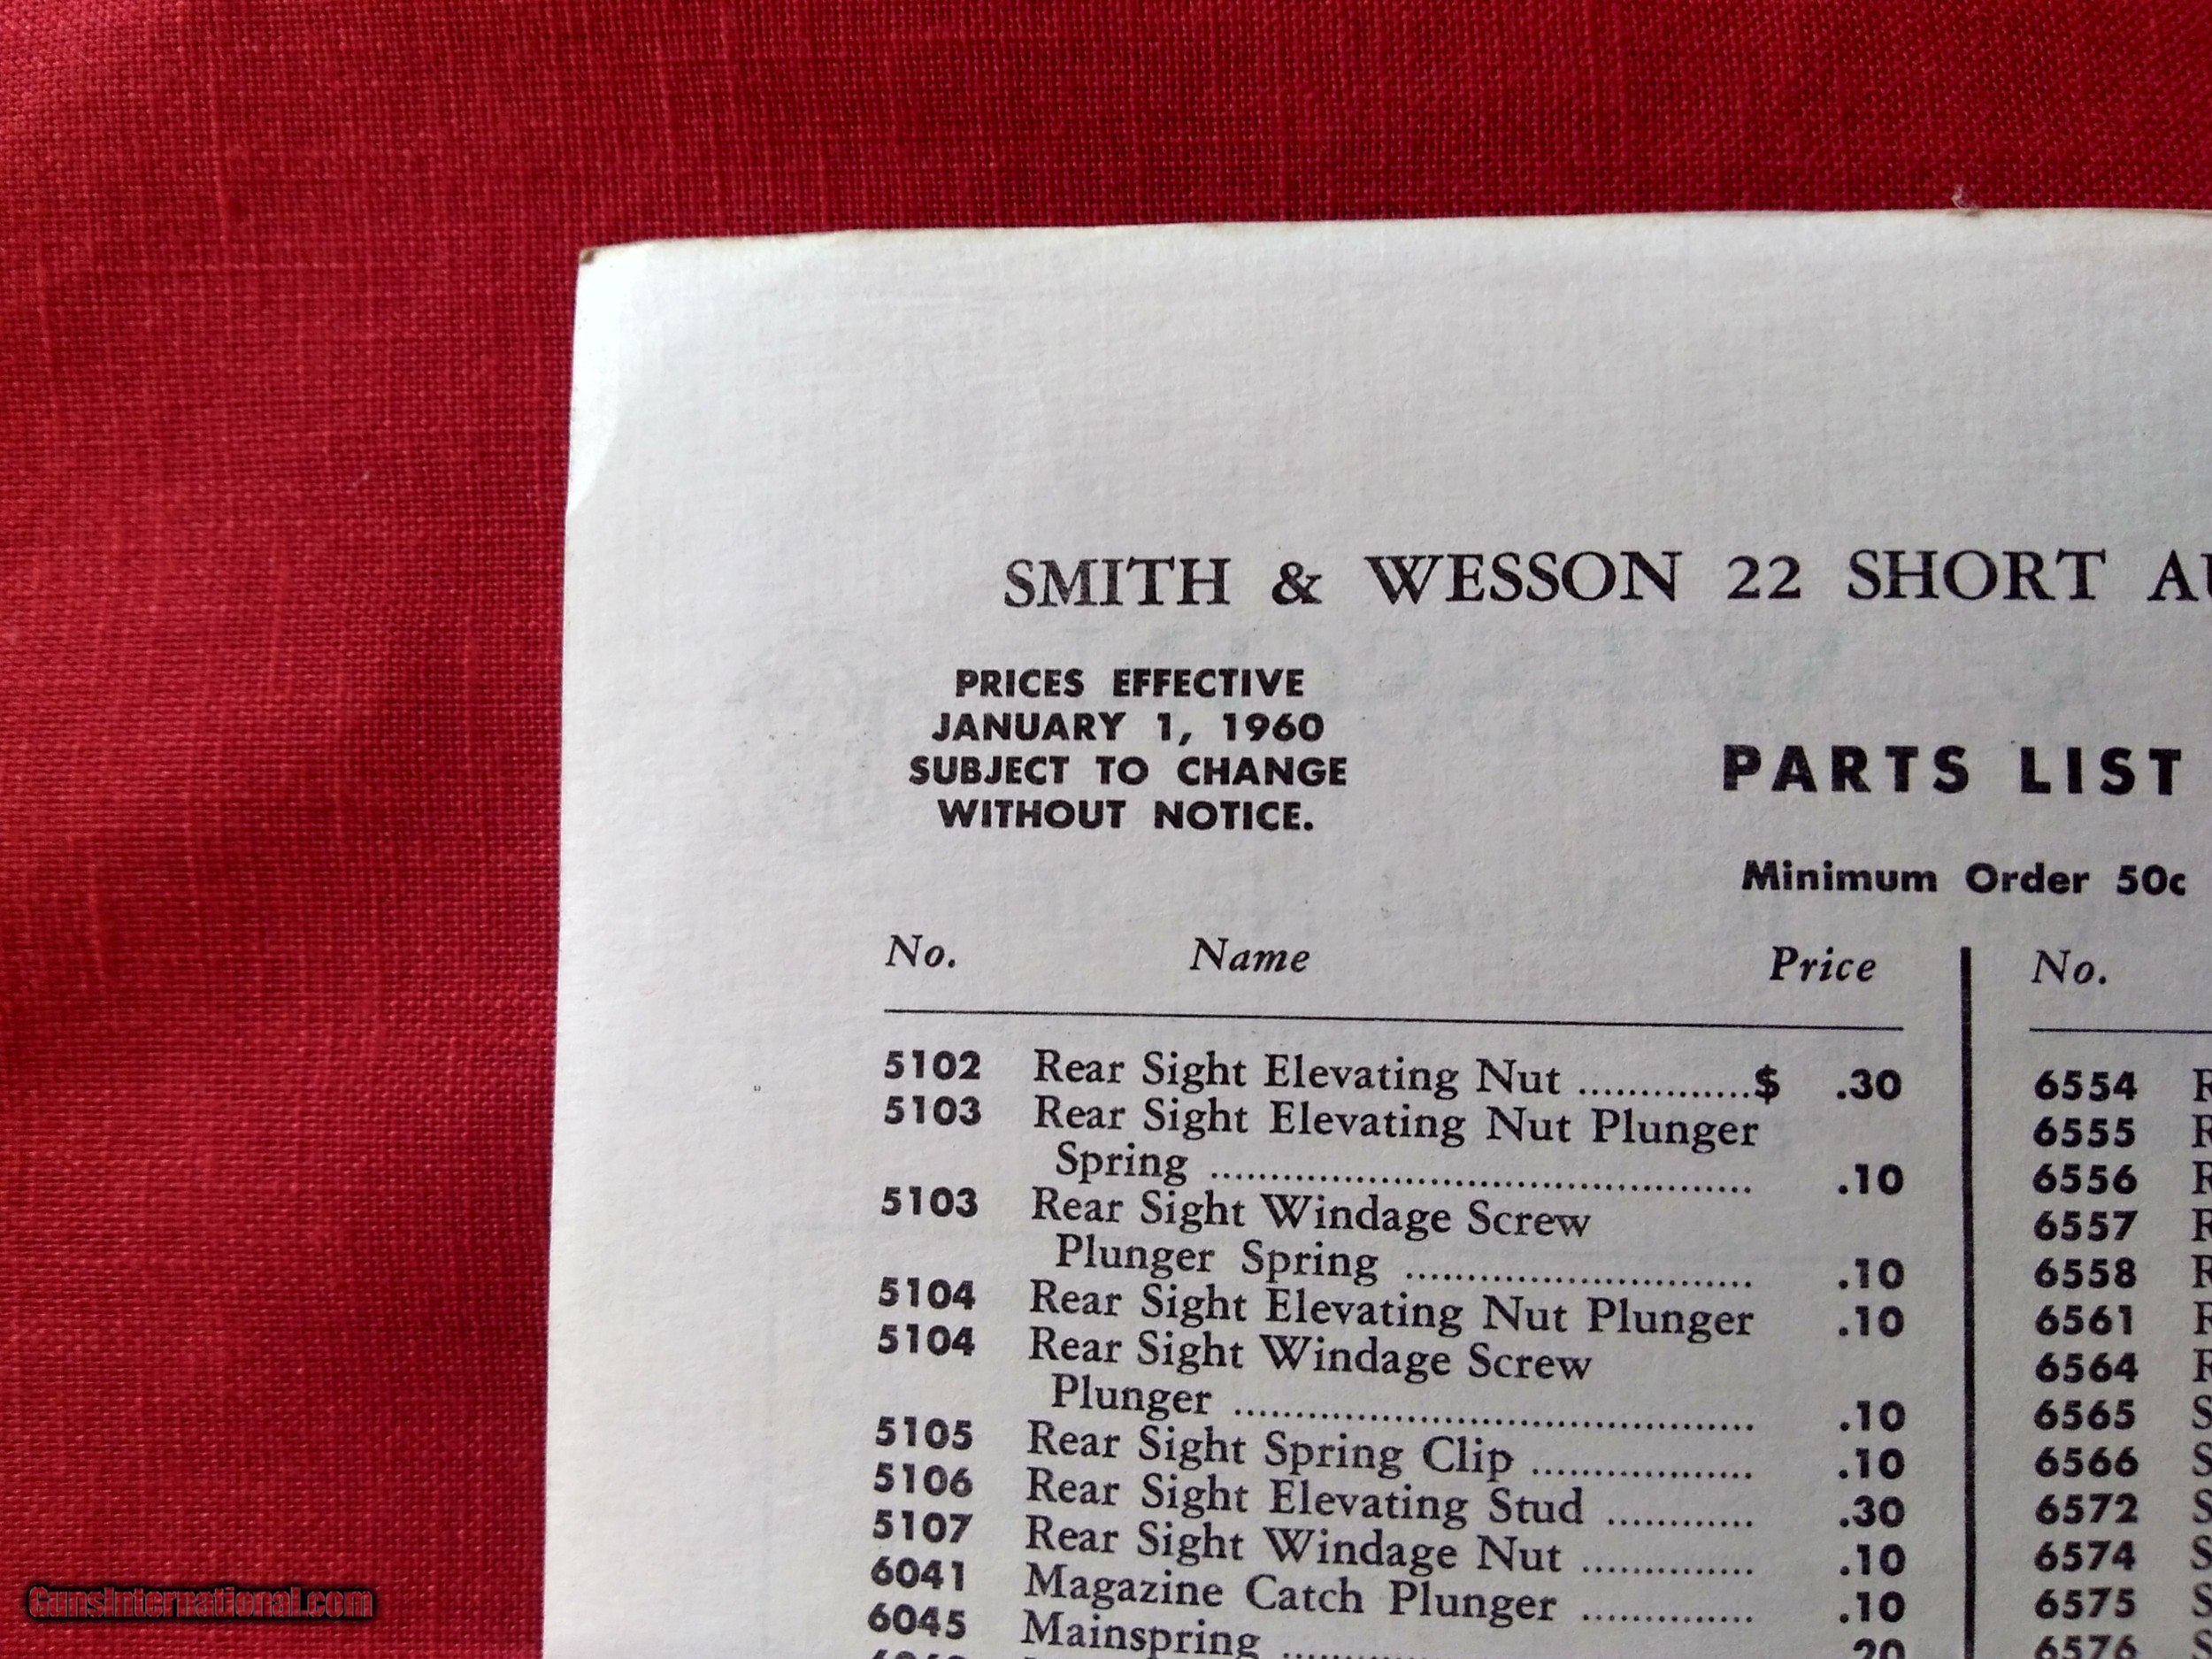 SMITH & WESSON 22 SHORT
PRICES EFFECTIVE
JANUARY 1, 1960
SUBJECT TO CHANGE
WITHOUT NOTICE.
PARTS LIST
Minimum Order 50c
No. Name Price
5102 Rear Sight Elevating Nut ..............$ .30
5103 Rear Sight Elevating Nut Plunger
Spring ............................................. .10
5103 Rear Sight Windage Screw
Plunger Spring ............................. .10
5104 Rear Sight Elevating Nut Plunger .10
5104 Rear Sight Windage Screw
Plunger ........................................... .10
5105 Rear Sight Spring Clip .................. .10
5106 Rear Sight Elevating Stud ............ .30
5107 Rear Sight Windage Nut .............. .10
6041 Magazine Catch Plunger .............. .10
6045 Mainspring
No.
6554 R
6555 R
6556 R
6557 R
6558 R
6561 R
6564 R
6565 S
6566 S
6572 S
6574 S
6575 S
6576 S
GunsInternational.com